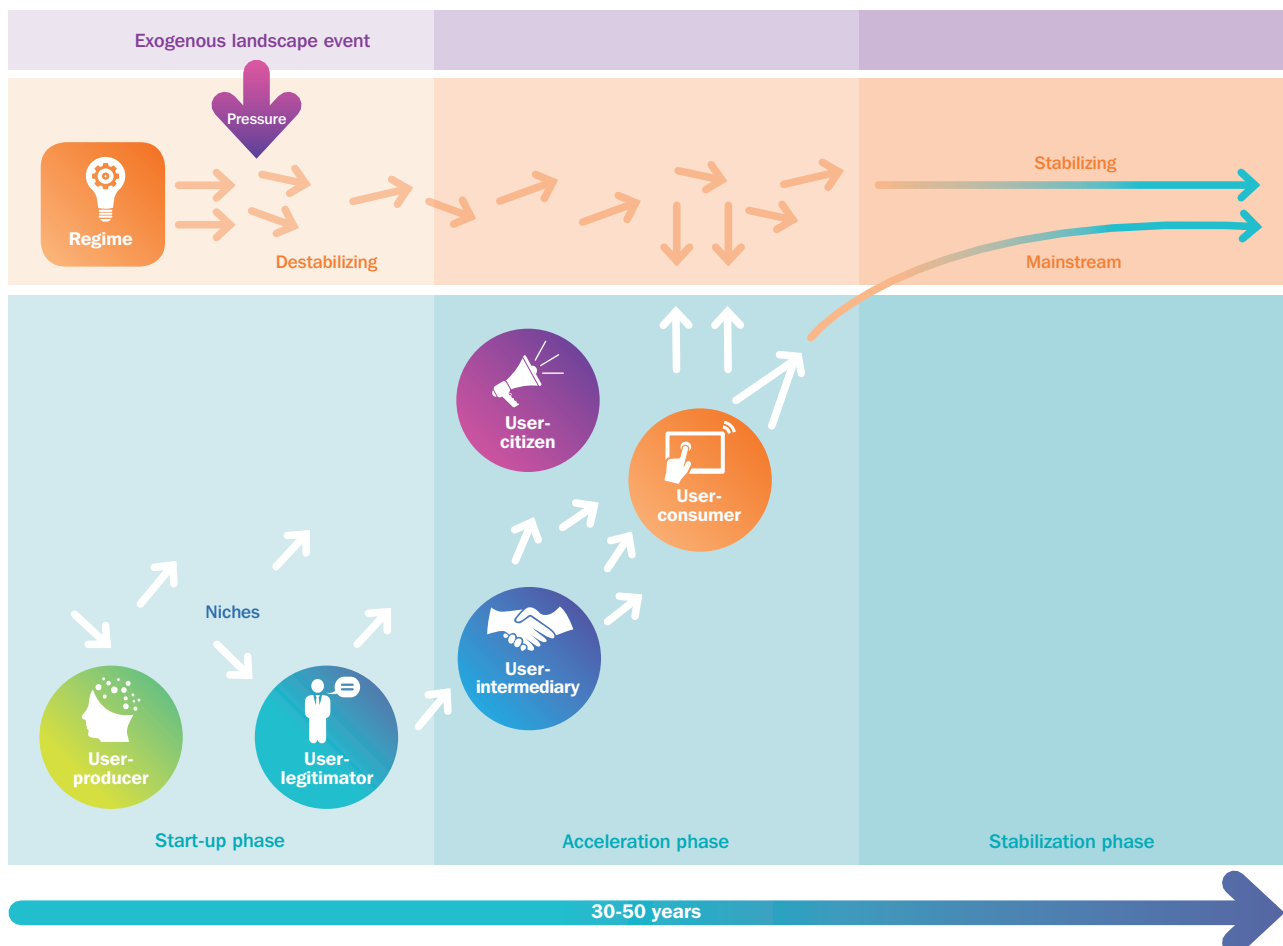 Exogenous landscape event
Pressure
Regime
Destabilizing
Stabilizing
Mainstream
User-
citizen
User-
consumer
Niches
User-
intermediary
User-
producer
User-
legitimator
Start-up phase
Acceleration phase
Stabilization phase
30-50 years